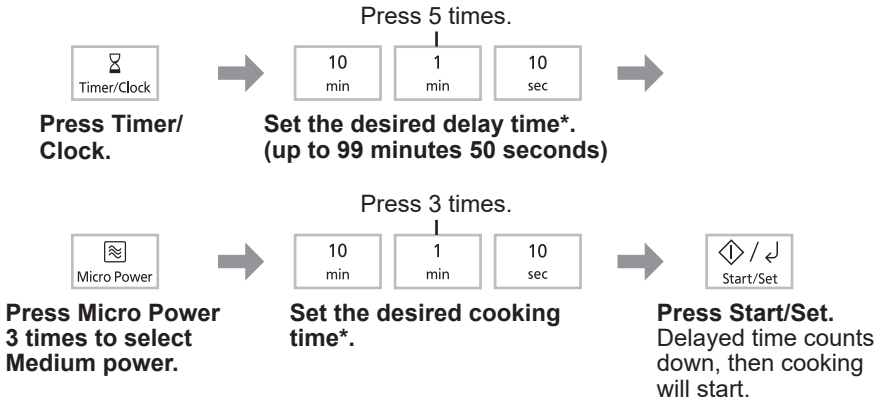 Press 5 times.
Timer/Clock
10 min
1 min
10 sec
Press Timer/
Clock.
Set the desired delay time*.
(up to 99 minutes 50 seconds)
Press 3 times.
Micro Power
10 min
1 min
10 sec
/
Start/Set
Press Micro Power
3 times to select
Medium power.
Set the desired cooking
time*.
Press Start/Set.
Delayed time counts
down, then cooking
will start.